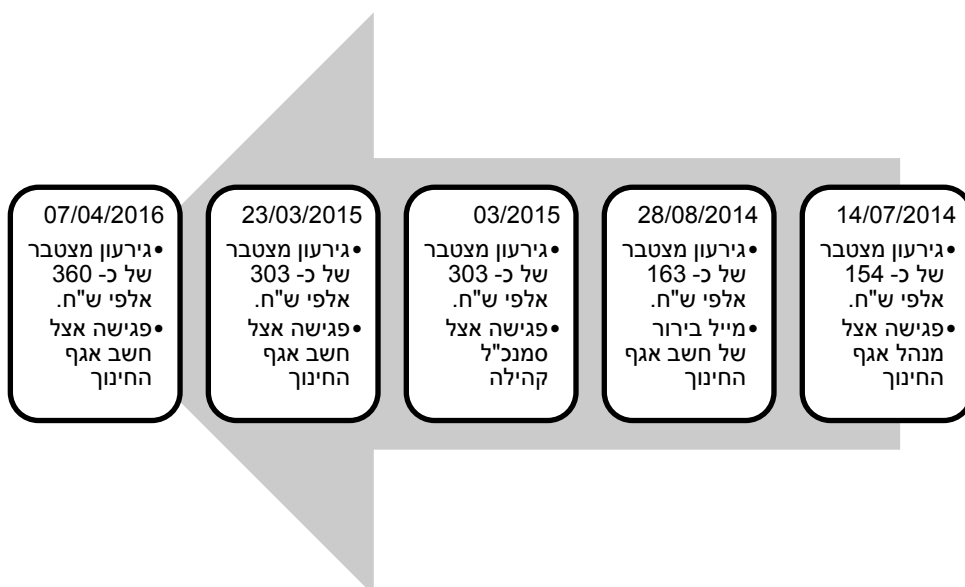 14/07/2014
•גירעון מצטבר
של כ- 154
אלפי ש"ח.
•פגישה אצל
מנהל אגף
החינוך
28/08/2014
•גירעון מצטבר
של כ- 163
אלפי ש"ח.
•מייל בירור
של חשב אגף
החינוך
03/2015
•גירעון מצטבר
של כ- 303
אלפי ש"ח.
•פגישה אצל
סמנכ"ל
קהילה
23/03/2015
•גירעון מצטבר
של כ- 303
אלפי ש"ח.
•פגישה אצל
חשב אגף
החינוך
07/04/2016
•גירעון מצטבר
של כ- 360
אלפי ש"ח.
•פגישה אצל
חשב אגף
החינוך